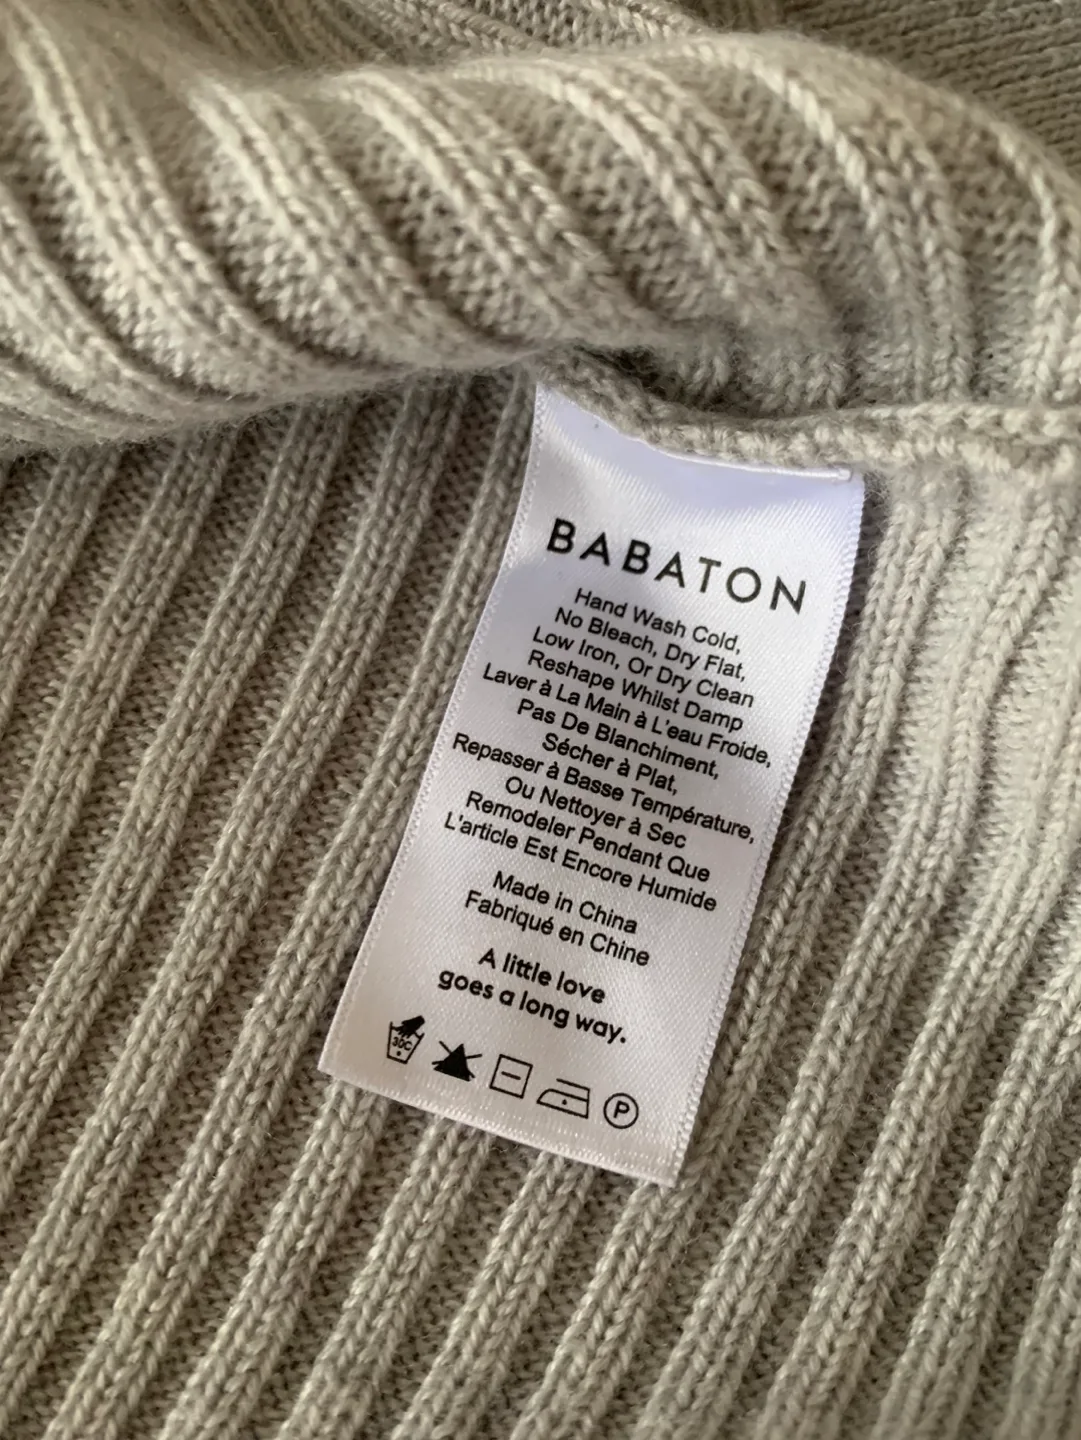 BABATON
Hand Wash Cold,
No Bleach, Dry Flat,
Low Iron, Or Dry Clean
Reshape Whilst Damp
Laver à La Main à L'eau Froide,
Pas De Blanchiment,
Sécher à Plat,
Repasser à Basse Température,
Ou Nettoyer à Sec
Remodeler Pendant Que
L'article Est Encore Humide
Made in China
Fabriqué en Chine
A little love
goes a long way.
30C P